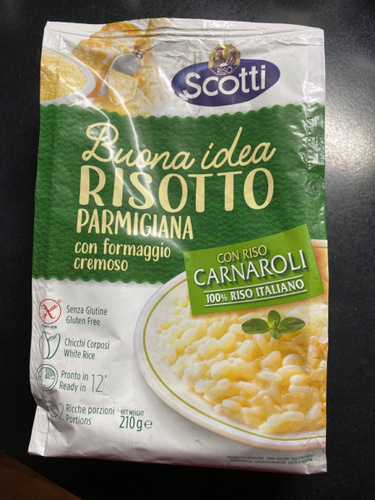 RISO
Scotti
Buona idea
RISOTTO
PARMIGIANA
con formaggio
cremoso
CON RISO
CARNAROLI
100% RISO ITALIANO
Senza Glutine
Gluten Free
Chicchi Corposi
White Rice
Pronto in
Ready in 12'
2 Ricche porzioni
Portions
NET WEIGHT
210g e